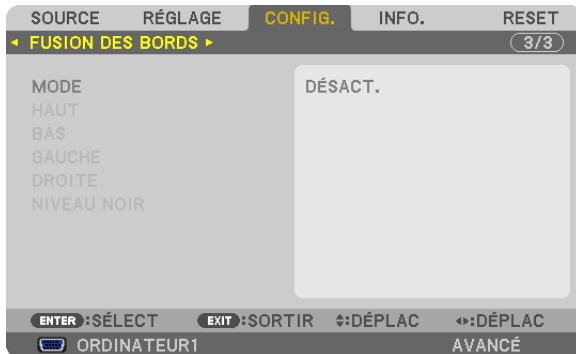 SOURCE RÉGLAGE CONFIG. INFO. RESET
FUSION DES BORDS 3/3
MODE DÉSACT.
HAUT
BAS
GAUCHE
DROITE
NIVEAU NOIR
ENTER:SÉLECT EXIT:SORTIR :DÉPLAC :DÉPLAC
ORDINATEUR1 AVANCÉ